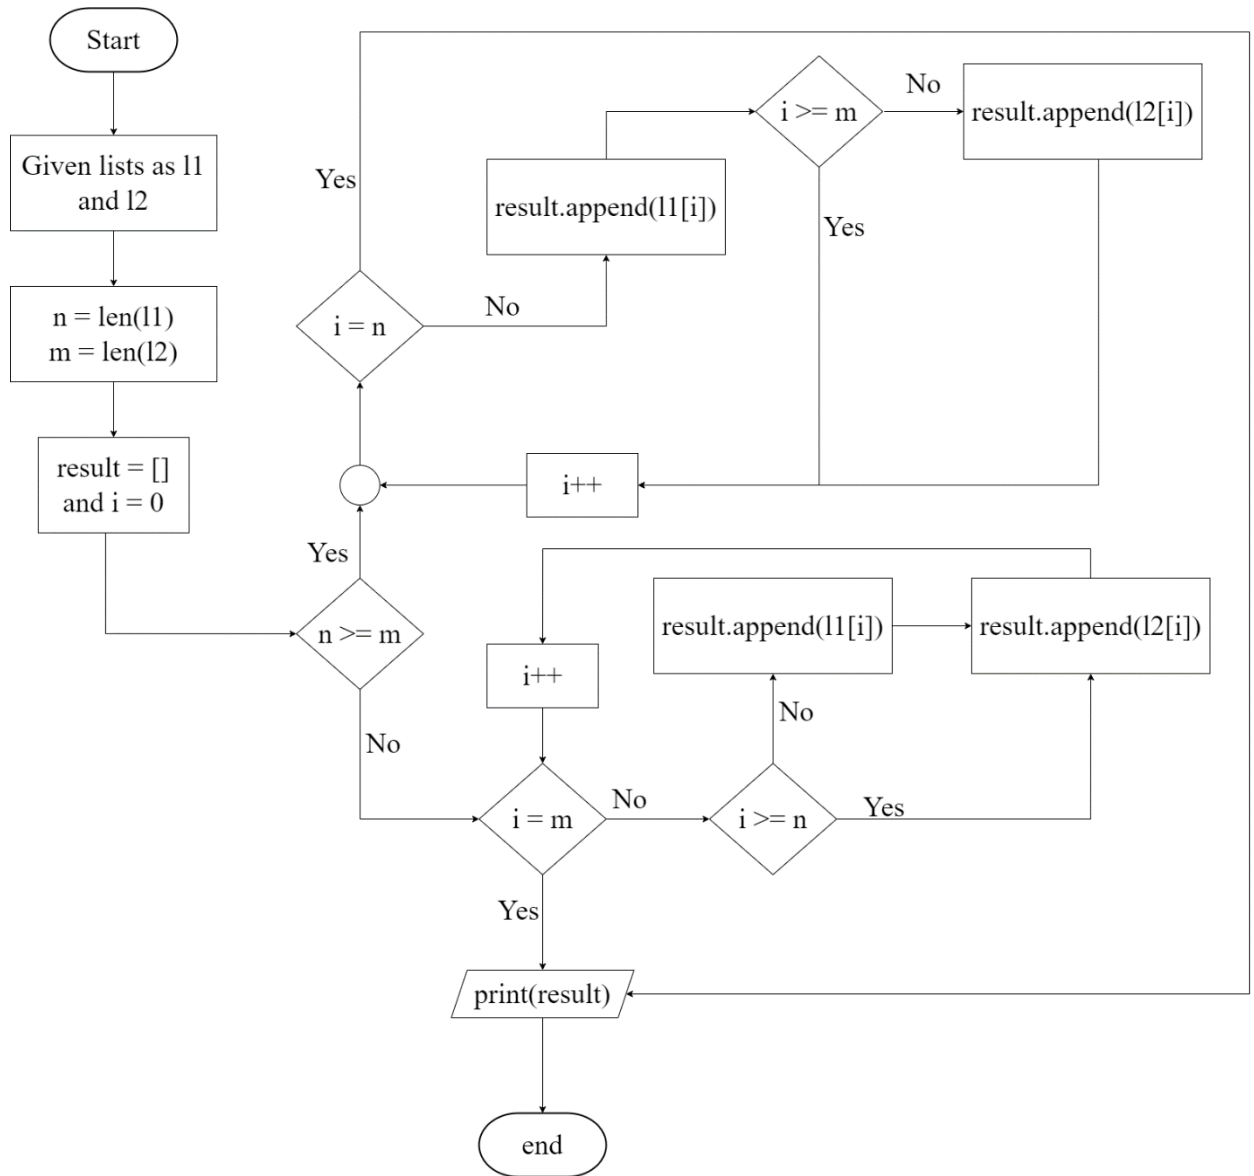 Start
Given lists as l1
and l2
n = len(l1)
m = len(l2)
result = []
and i = 0
n >= m
Yes
No
i = n
Yes
No
result.append(l1[i])
i >= m
No
Yes
result.append(l2[i])
i++
i++
i = m
No
Yes
i >= n
No
Yes
result.append(l1[i])
result.append(l2[i])
print(result)
end